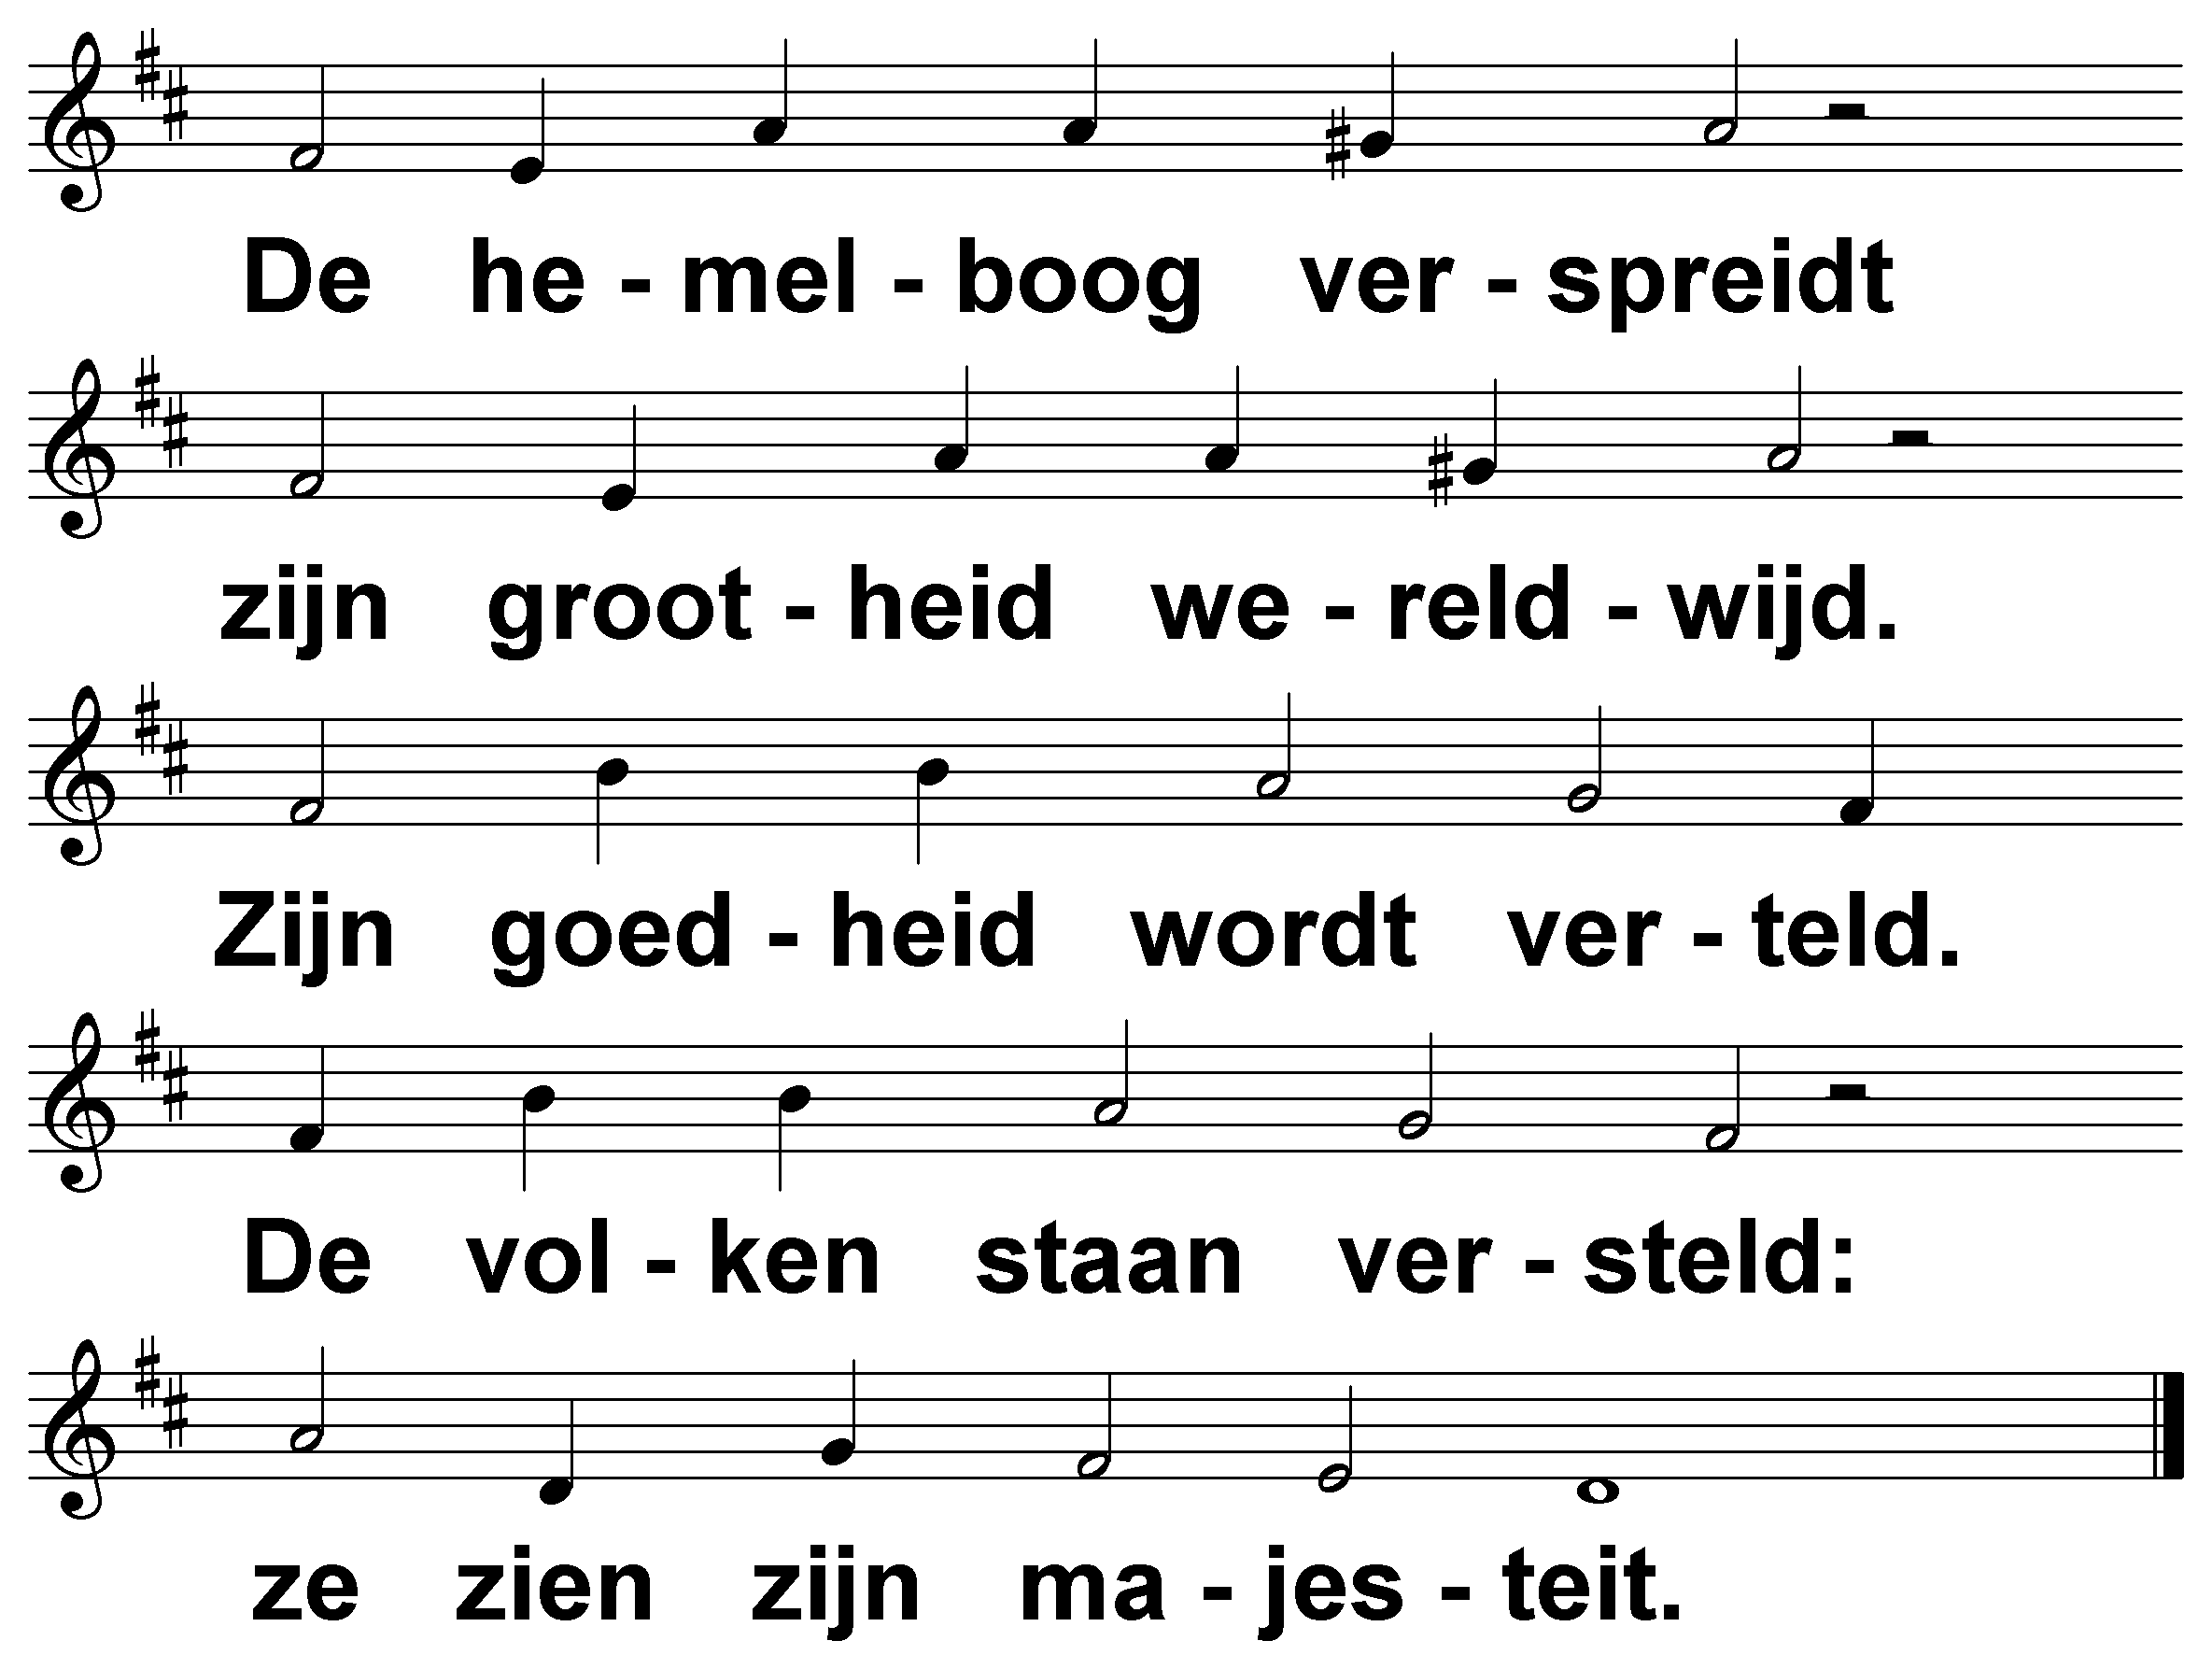 De he - mel - boog ver - spreidt
zijn groot - heid we - reld - wijd.
Zijn goed - heid wordt ver - teld.
De vol - ken staan ver - steld:
ze zien zijn ma - jes - teit.